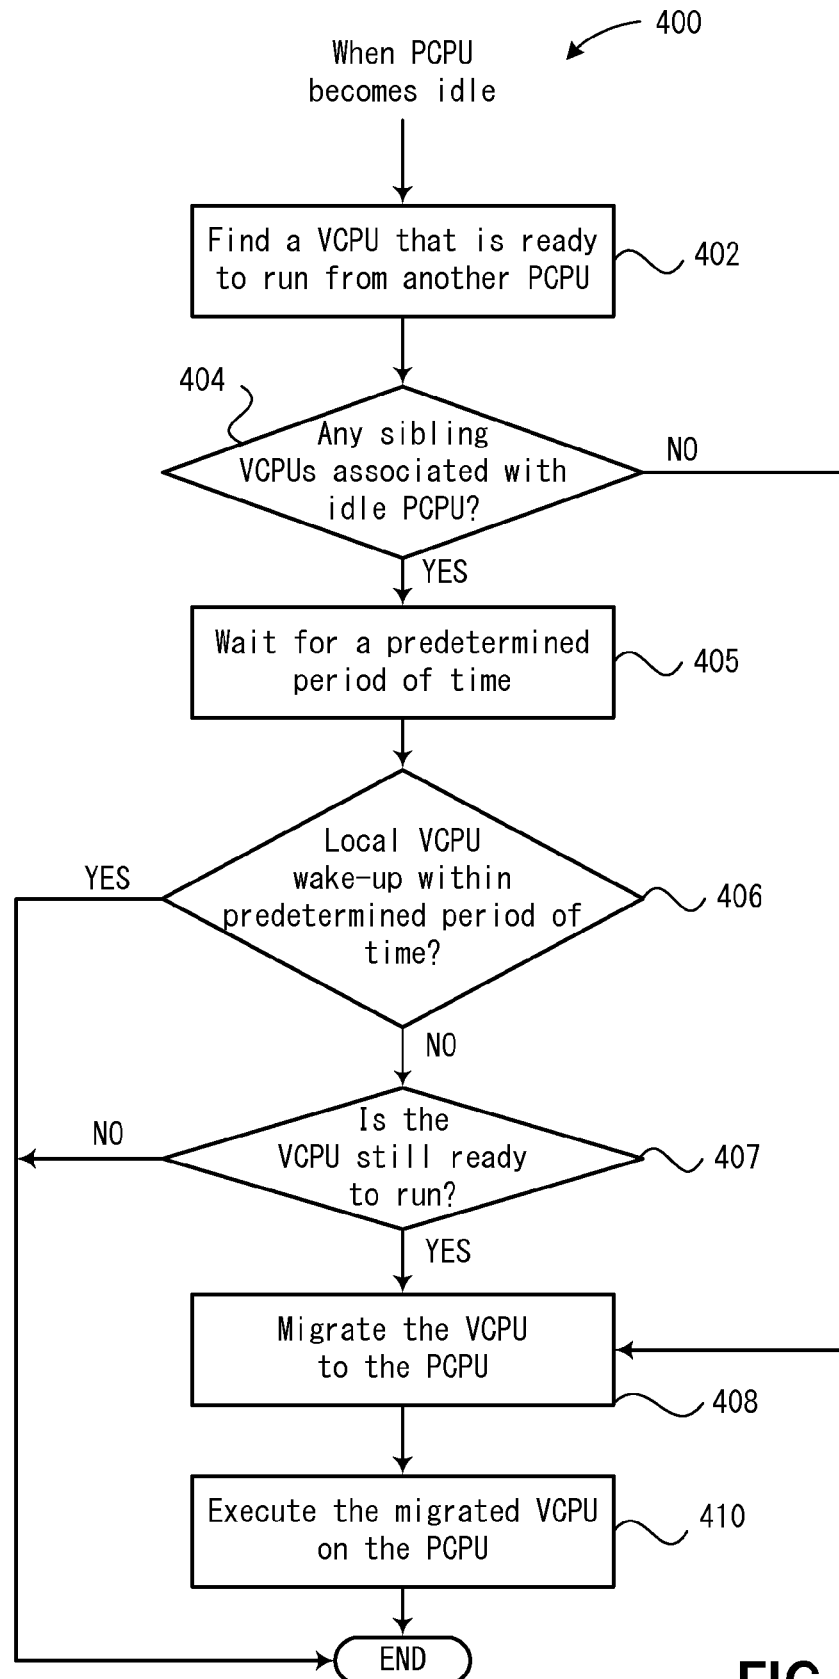 400
When PCPU
becomes idle
Find a VCPU that is ready
to run from another PCPU
402
404
Any sibling
VCPUs associated with
idle PCPU?
NO
YES
Wait for a predetermined
period of time
405
Local VCPU
wake-up within
predetermined period of
time?
YES
406
NO
Is the
VCPU still ready
to run?
NO
407
YES
Migrate the VCPU
to the PCPU
408
Execute the migrated VCPU
on the PCPU
410
END
FIG